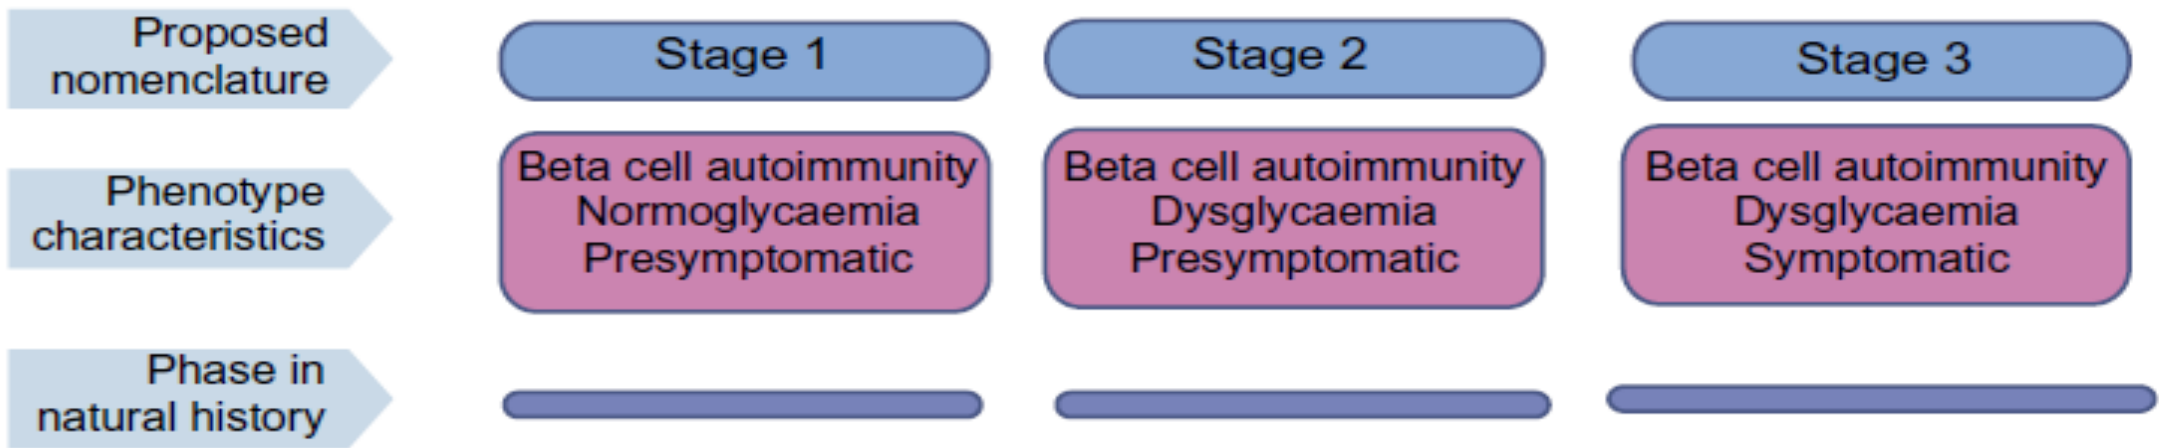 Proposed
nomenclature
Stage 1
Stage 2
Stage 3
Phenotype
characteristics
Beta cell autoimmunity
Normoglycaemia
Presymptomatic
Beta cell autoimmunity
Dysglycaemia
Presymptomatic
Beta cell autoimmunity
Dysglycaemia
Symptomatic
Phase in
natural history